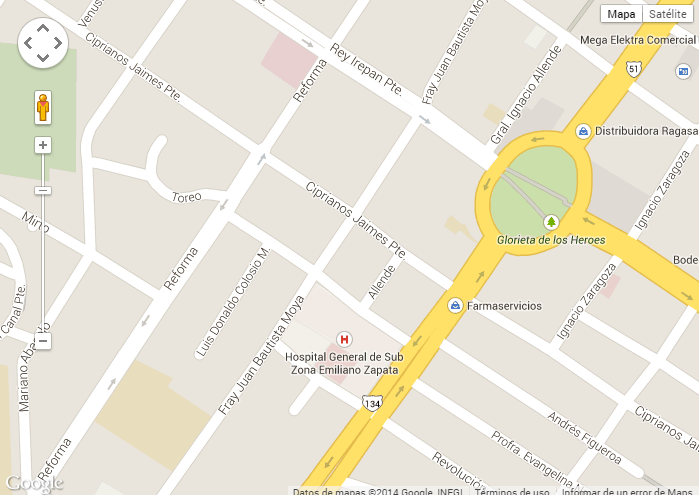 Mapa
Satélite
Venus
Mega Elektra Comercial
Rey Irepan Pte.
Fray Juan Bautista Moya
Gral. Ignacio Allende
51
Ciprianos Jaimes Pte.
Reforma
Distribuidora Ragasa
Toreo
Ciprianos Jaimes Pte.
Ignacio Zaragoza
Mino
Glorieta de los Heroes
Reforma
Luis Donaldo Colosio M.
Allende
Bode
Canal Pte.
Ignacio Zaragoza
Farmaservicios
Mariano
Fray Juan Bautista Moya
H
Hospital General de Sub
Zona Emiliano Zapata
134
Ciprianos Jaim
Andrés Figueroa
Reforma
Profra. Evangelina
Revolución
Google
Datos de mapas ©2014 Google, INEGI
Términos de uso
Informar de un error de Maps